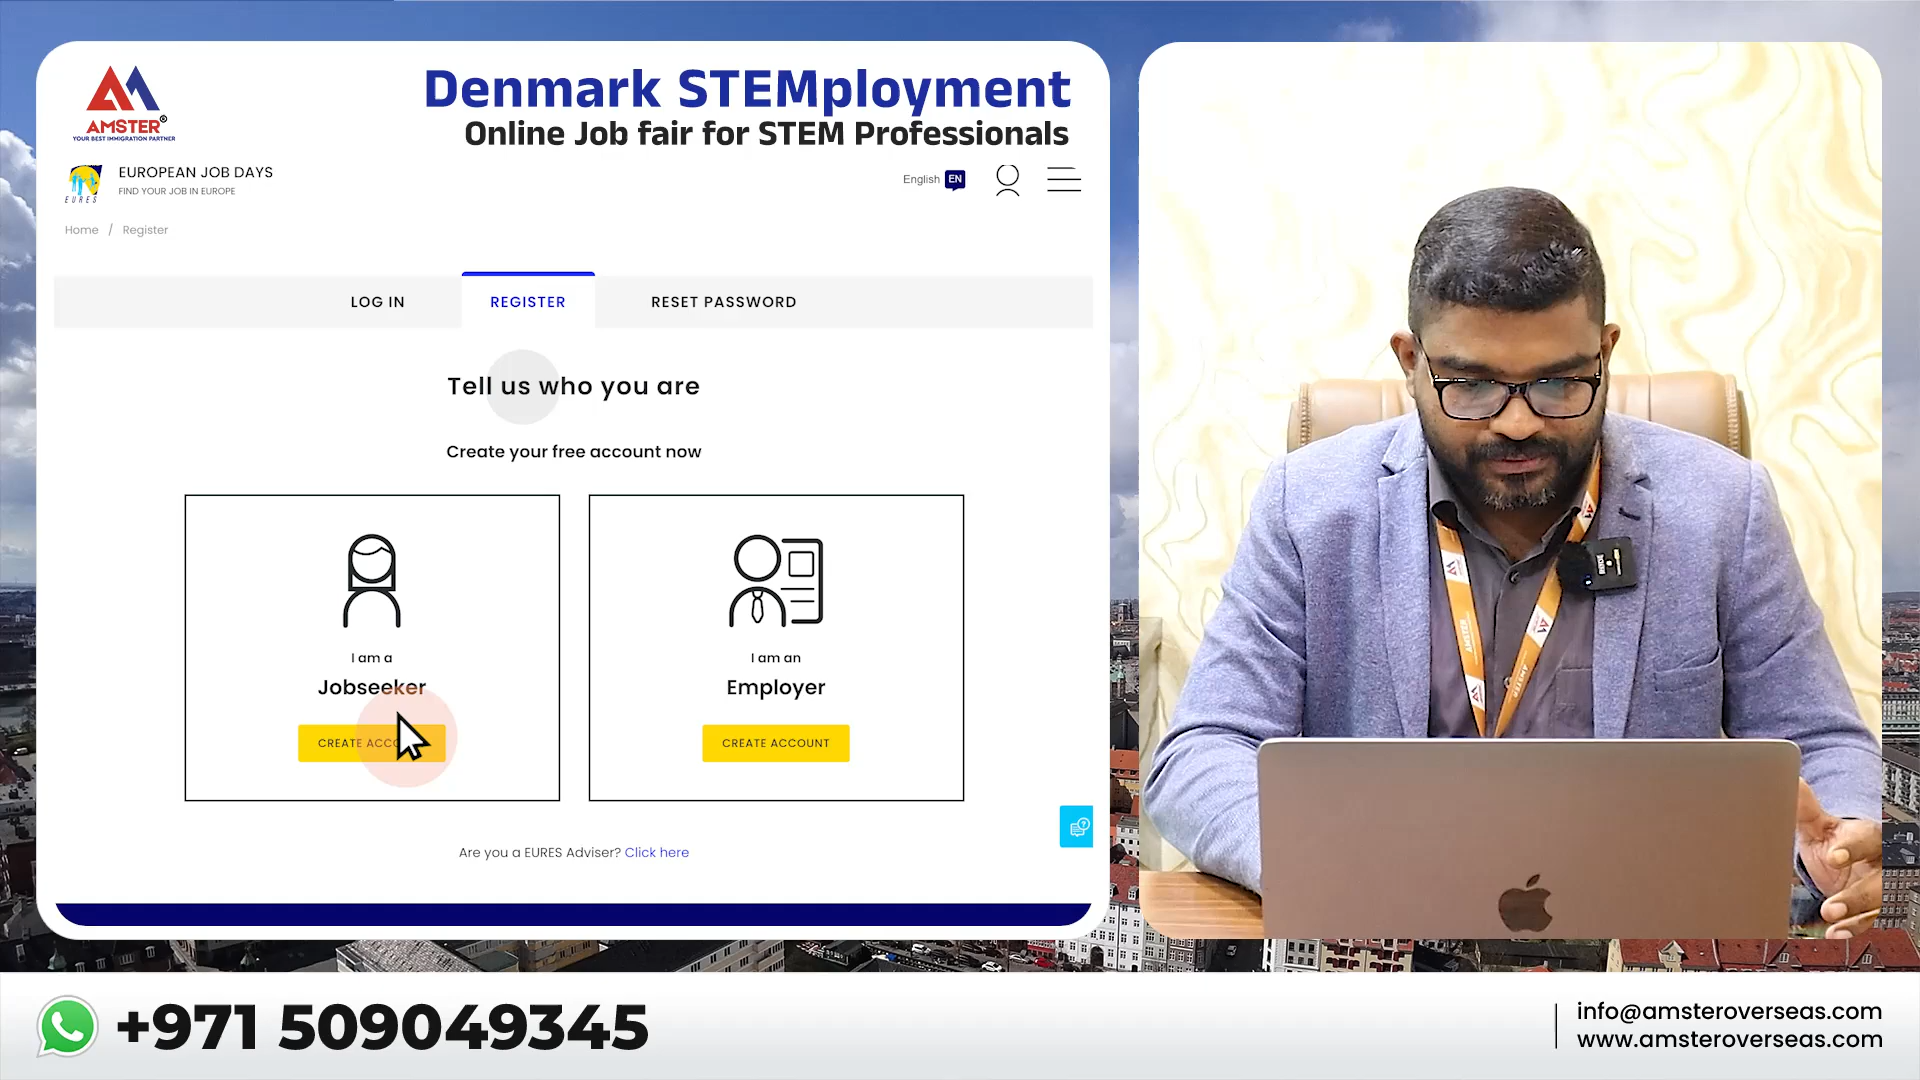 AMSTER®
YOUR BEST IMMIGRATION PARTNER
Denmark STEMployment
Online Job fair for STEM Professionals
EURES
EUROPEAN JOB DAYS
FIND YOUR JOB IN EUROPE
English EN
Home / Register
LOG IN
REGISTER
RESET PASSWORD
Tell us who you are
Create your free account now
I am a
Jobseeker
CREATE ACCO
I am an
Employer
CREATE ACCOUNT
Are you a EURES Adviser? Click here
AMSTER
+971 509049345
info@amsteroverseas.com
www.amsteroverseas.com